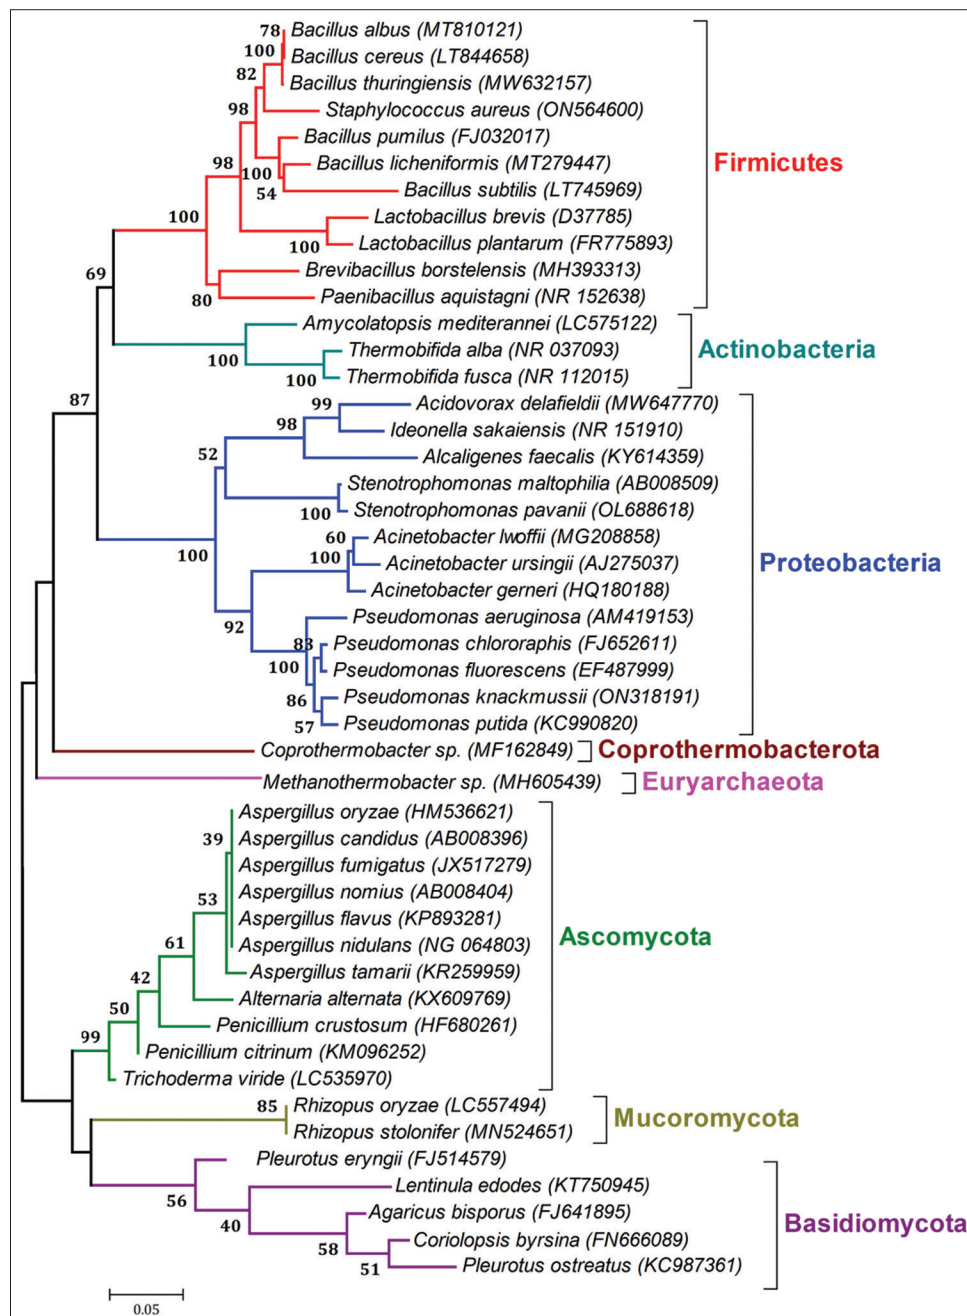 78 Bacillus albus (MT810121)
100 Bacillus cereus (LT844658)
82 Bacillus thuringiensis (MW632157)
98 Staphylococcus aureus (ON564600)
Bacillus pumilus (FJ032017)
98 100 Bacillus licheniformis (MT279447)
Firmicutes
54 Bacillus subtilis (LT745969)
100 Lactobacillus brevis (D37785)
100 Lactobacillus plantarum (FR775893)
69 Brevibacillus borstelensis (MH393313)
80 Paenibacillus aquistagni (NR 152638)
Amycolatopsis mediterannei (LC575122)
100 Thermobifida alba (NR 037093)
Actinobacteria
100 Thermobifida fusca (NR 112015)
87 99 Acidovorax delafieldii (MW647770)
98 Ideonella sakaiensis (NR 151910)
52 Alcaligenes faecalis (KY614359)
Stenotrophomonas maltophilia (AB008509)
100 Stenotrophomonas pavanii (OL688618)
60 Acinetobacter lwoffii (MG208858)
100 100 Acinetobacter ursingii (AJ275037)
Proteobacteria
Acinetobacter gerneri (HQ180188)
92 Pseudomonas aeruginosa (AM419153)
83 Pseudomonas chlororaphis (FJ652611)
100 Pseudomonas fluorescens (EF487999)
86 Pseudomonas knackmussii (ON318191)
57 Pseudomonas putida (KC990820)
Coprothermobacter sp. (MF162849) Coprothermobacterota
Methanothermobacter sp. (MH605439) Euryarchaeota
Aspergillus oryzae (HM536621)
39 Aspergillus candidus (AB008396)
Aspergillus fumigatus (JX517279)
53 Aspergillus nomius (AB008404)
Aspergillus flavus (KP893281)
Ascomycota
61 Aspergillus nidulans (NG 064803)
42 Aspergillus tamarii (KR259959)
50 Alternaria alternata (KX609769)
Penicillium crustosum (HF680261)
99 Penicillium citrinum (KM096252)
Trichoderma viride (LC535970)
85 Rhizopus oryzae (LC557494)
Mucoromycota
Rhizopus stolonifer (MN524651)
Pleurotus eryngii (FJ514579)
56 Lentinula edodes (KT750945)
40 Agaricus bisporus (FJ641895)
Basidiomycota
58 Coriolopsis byrsina (FN666089)
51 Pleurotus ostreatus (KC987361)
0.05